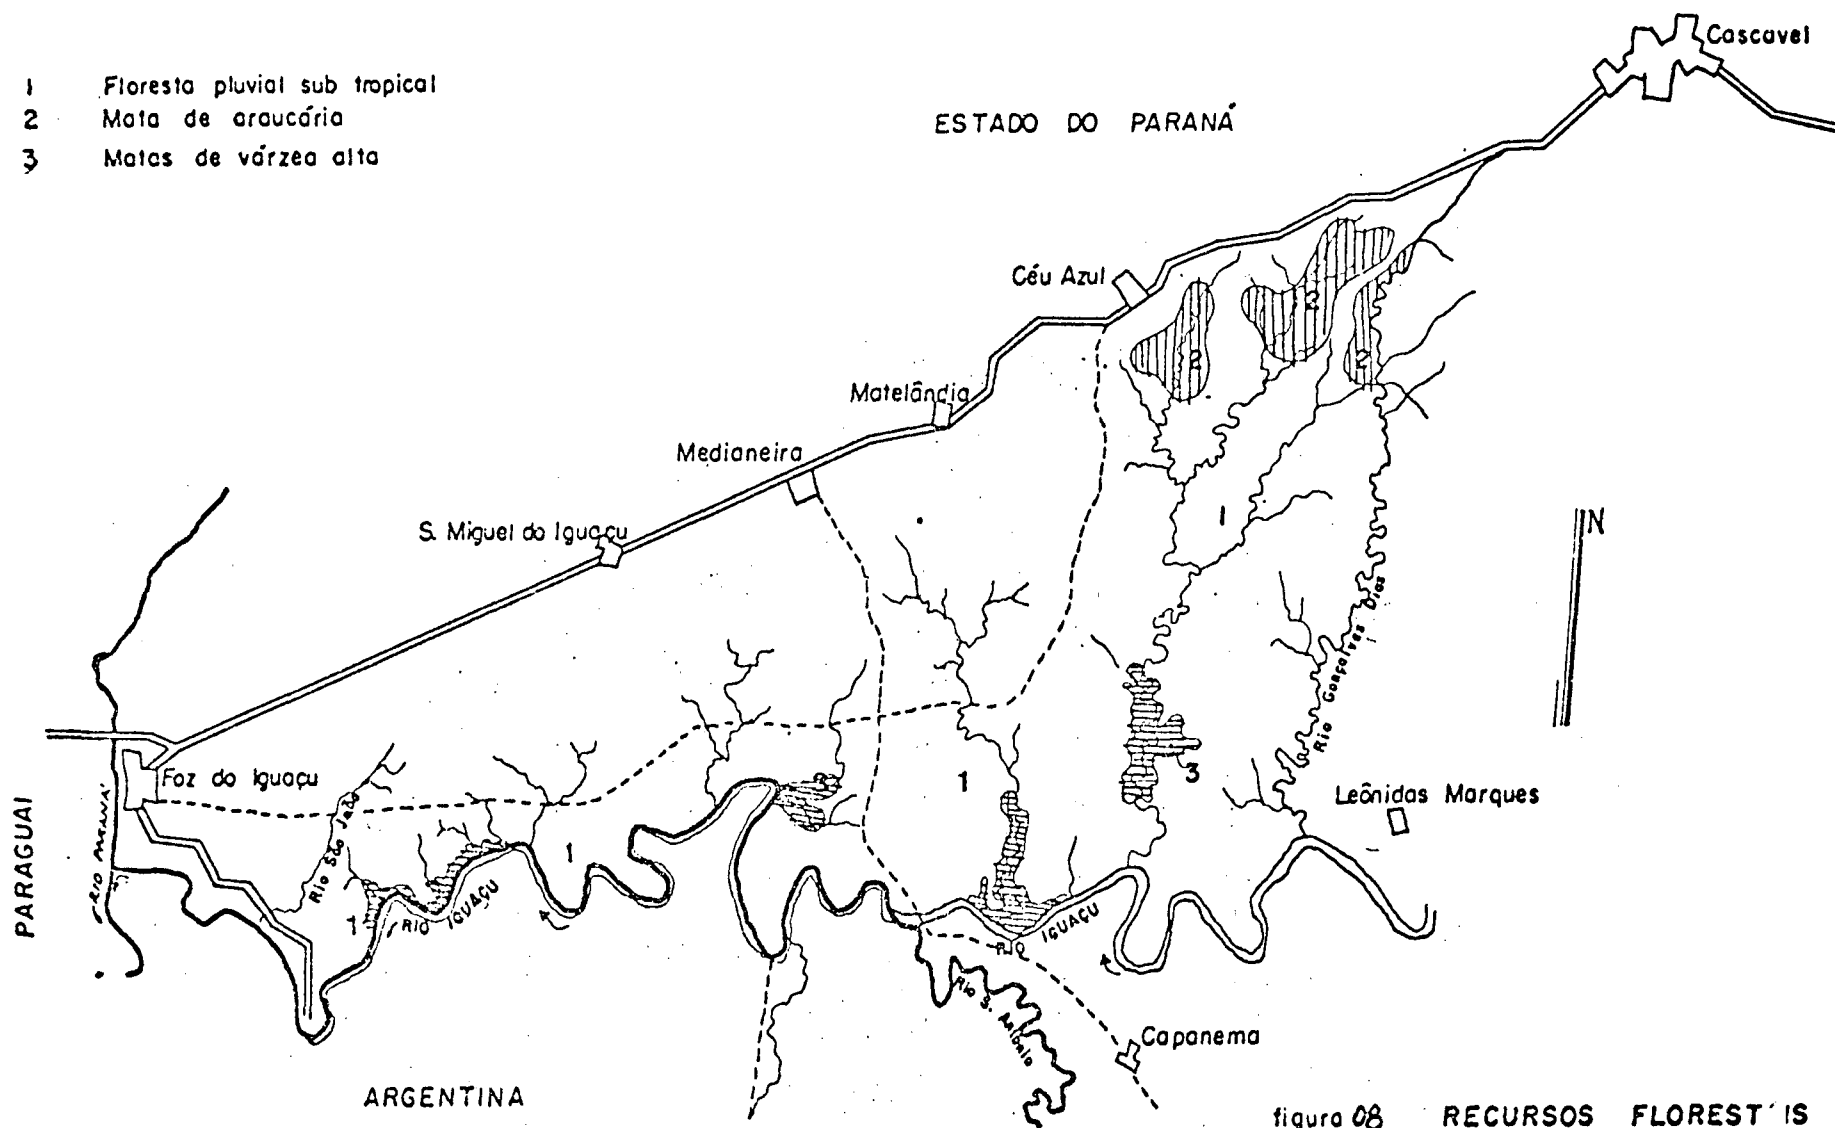 1 Floresta pluvial sub tropical
2 Mata de araucária
3 Matas de várzea alta
ESTADO DO PARANÁ
Cascavel
Céu Azul
2
2
2
Matelândia
Medianeira
S. Miguel do Iguaçu
1
N
Rio Gonçalves Dias
Foz do Iguaçu
1
3
3
Leônidas Marques
PARAGUAI
RIO PARANÁ
Rio São João
1
1
RIO IGUAÇU
RIO IGUAÇU
Rio S. Antonio
Capanema
ARGENTINA
figura 08 RECURSOS FLOREST IS